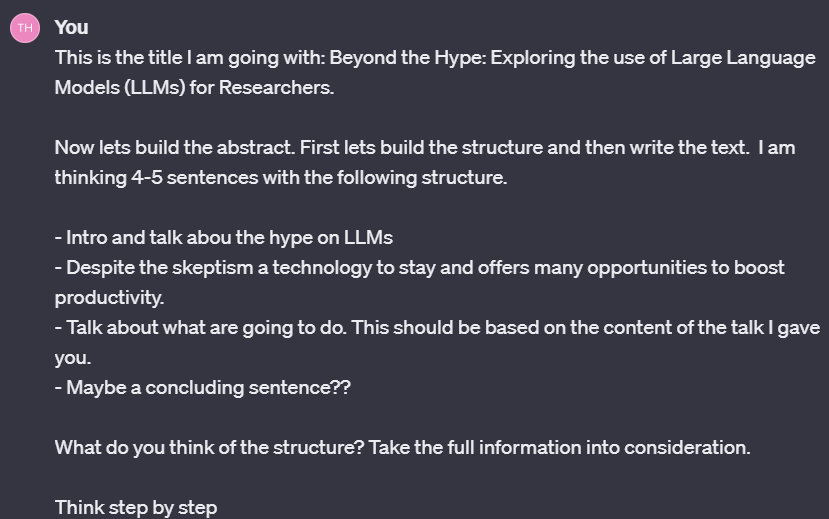 TH
You
This is the title I am going with: Beyond the Hype: Exploring the use of Large Language
Models (LLMs) for Researchers.
Now lets build the abstract. First lets build the structure and then write the text.  I am
thinking 4-5 sentences with the following structure.
- Intro and talk abou the hype on LLMs
- Despite the skeptism a technology to stay and offers many opportunities to boost
productivity.
- Talk about what are going to do. This should be based on the content of the talk I gave
you.
- Maybe a concluding sentence??
What do you think of the structure? Take the full information into consideration.
Think step by step